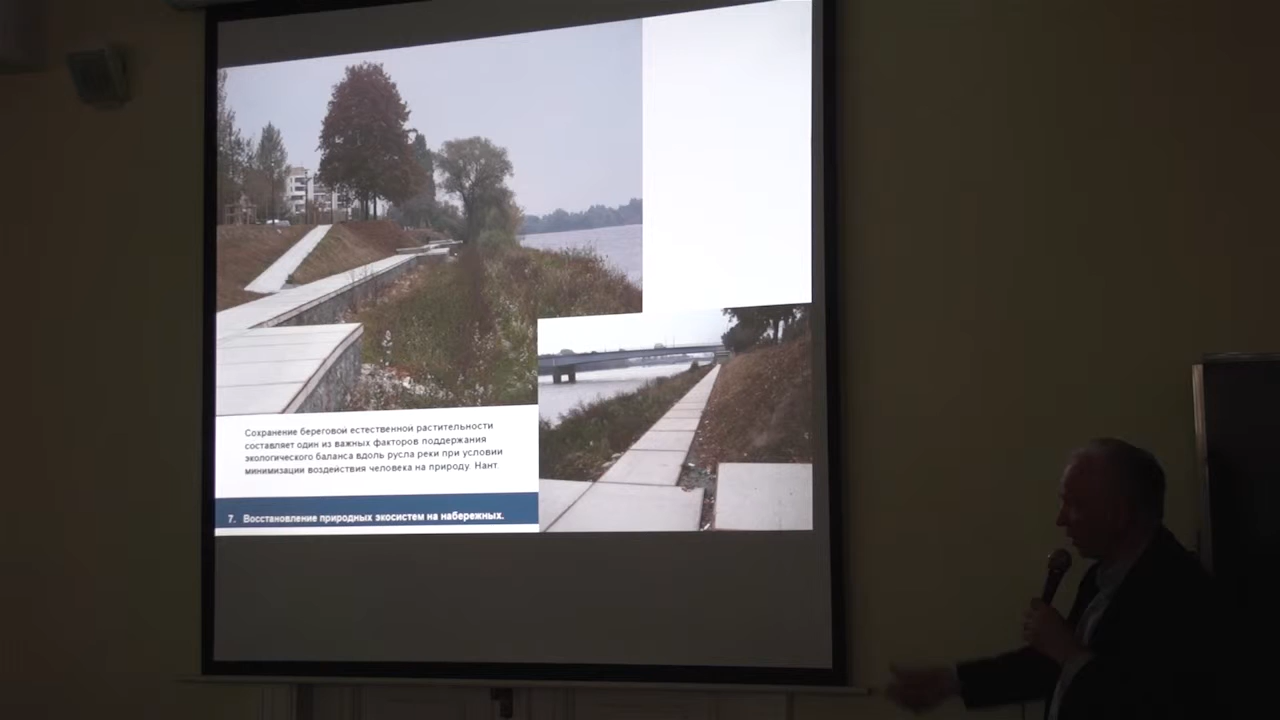 Сохранение береговой естественной растительности
составляет один из важных факторов поддержания
экологического баланса вдоль русла реки при условии
минимизации воздействия человека на природу. Нант.
7. Восстановление природных экосистем на набережных.